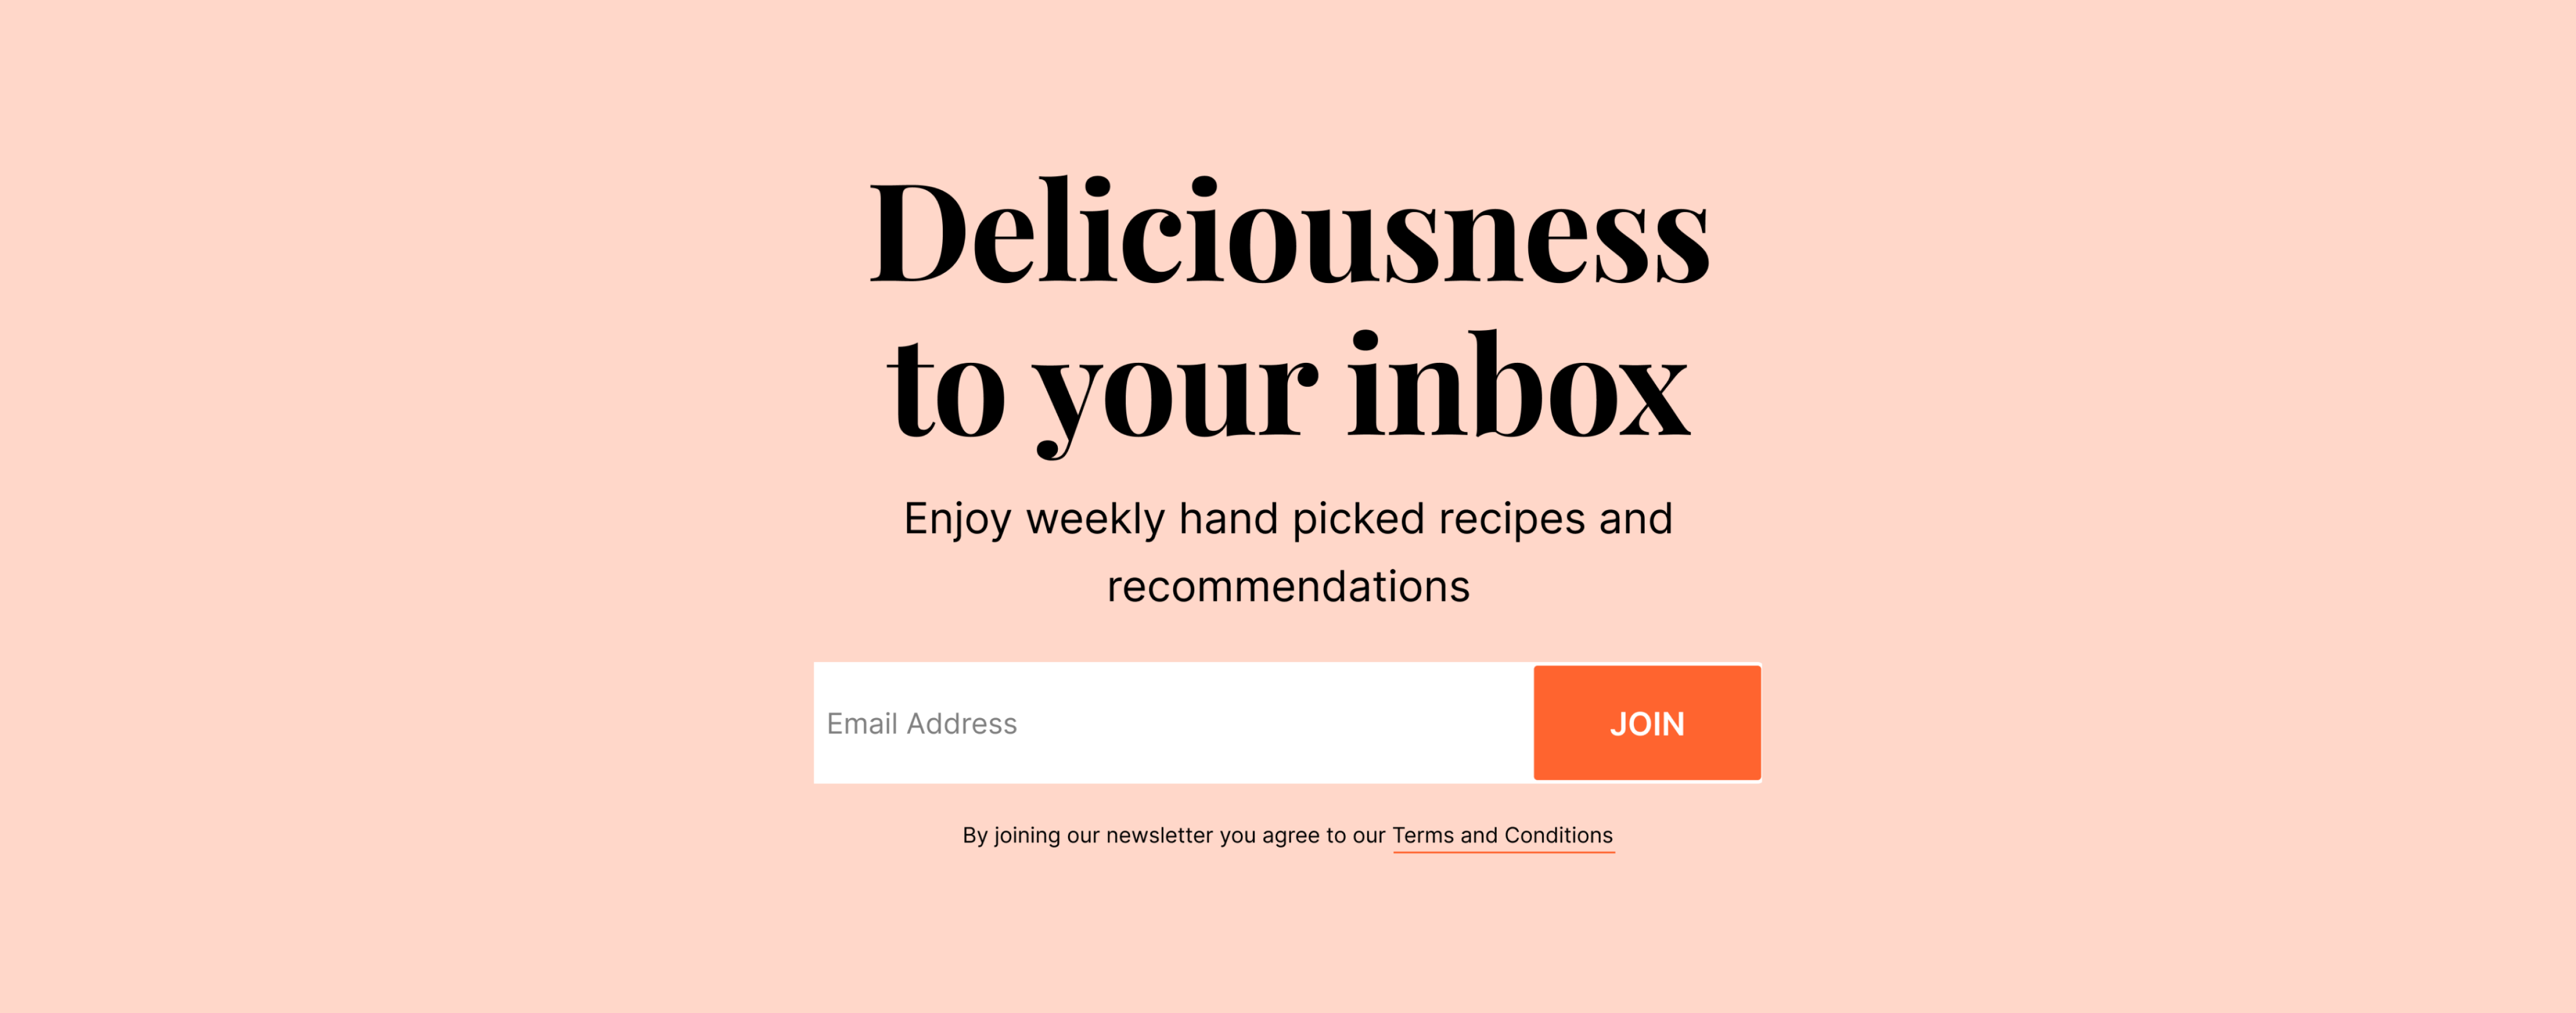 Deliciousness
to your inbox
Enjoy weekly hand picked recipes and
recommendations
Email Address
JOIN
By joining our newsletter you agree to our Terms and Conditions